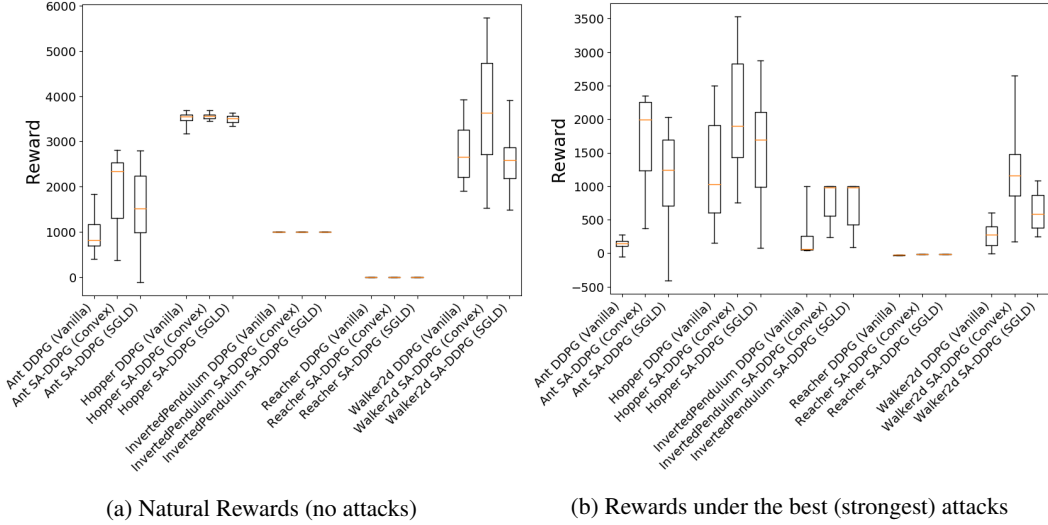 6000
5000
4000
3000
2000
1000
0
Reward
Ant DDPG (Vanilla)
Ant SA-DDPG (Convex)
Ant SA-DDPG (SGLD)
Hopper DDPG (Vanilla)
Hopper SA-DDPG (Convex)
Hopper SA-DDPG (SGLD)
InvertedPendulum DDPG (Vanilla)
InvertedPendulum SA-DDPG (Convex)
InvertedPendulum SA-DDPG (SGLD)
Reacher DDPG (Vanilla)
Reacher SA-DDPG (Convex)
Reacher SA-DDPG (SGLD)
Walker2d DDPG (Vanilla)
Walker2d SA-DDPG (Convex)
Walker2d SA-DDPG (SGLD)
(a) Natural Rewards (no attacks)
3500
3000
2500
2000
1500
1000
500
0
−500
Reward
Ant DDPG (Vanilla)
Ant SA-DDPG (Convex)
Ant SA-DDPG (SGLD)
Hopper DDPG (Vanilla)
Hopper SA-DDPG (Convex)
Hopper SA-DDPG (SGLD)
InvertedPendulum DDPG (Vanilla)
InvertedPendulum SA-DDPG (Convex)
InvertedPendulum SA-DDPG (SGLD)
Reacher DDPG (Vanilla)
Reacher SA-DDPG (Convex)
Reacher SA-DDPG (SGLD)
Walker2d DDPG (Vanilla)
Walker2d SA-DDPG (Convex)
Walker2d SA-DDPG (SGLD)
(b) Rewards under the best (strongest) attacks